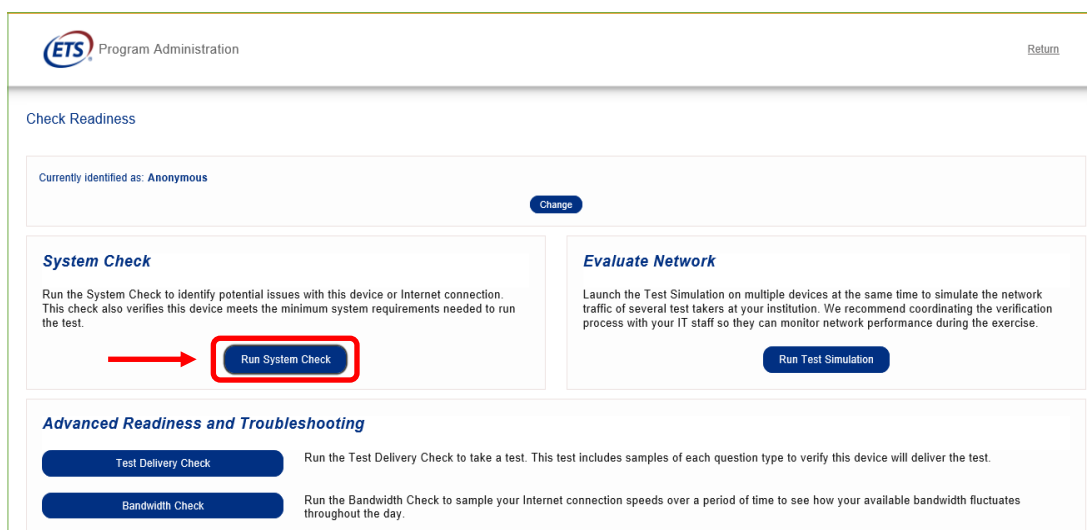 ETS® Program Administration
Return
Check Readiness
Currently identified as: Anonymous
Change
System Check
Run the System Check to identify potential issues with this device or Internet connection.
This check also verifies this device meets the minimum system requirements needed to run
the test.
Run System Check
Evaluate Network
Launch the Test Simulation on multiple devices at the same time to simulate the network
traffic of several test takers at your institution. We recommend coordinating the verification
process with your IT staff so they can monitor network performance during the exercise.
Run Test Simulation
Advanced Readiness and Troubleshooting
Test Delivery Check
Run the Test Delivery Check to take a test. This test includes samples of each question type to verify this device will deliver the test.
Bandwidth Check
Run the Bandwidth Check to sample your Internet connection speeds over a period of time to see how your available bandwidth fluctuates
throughout the day.